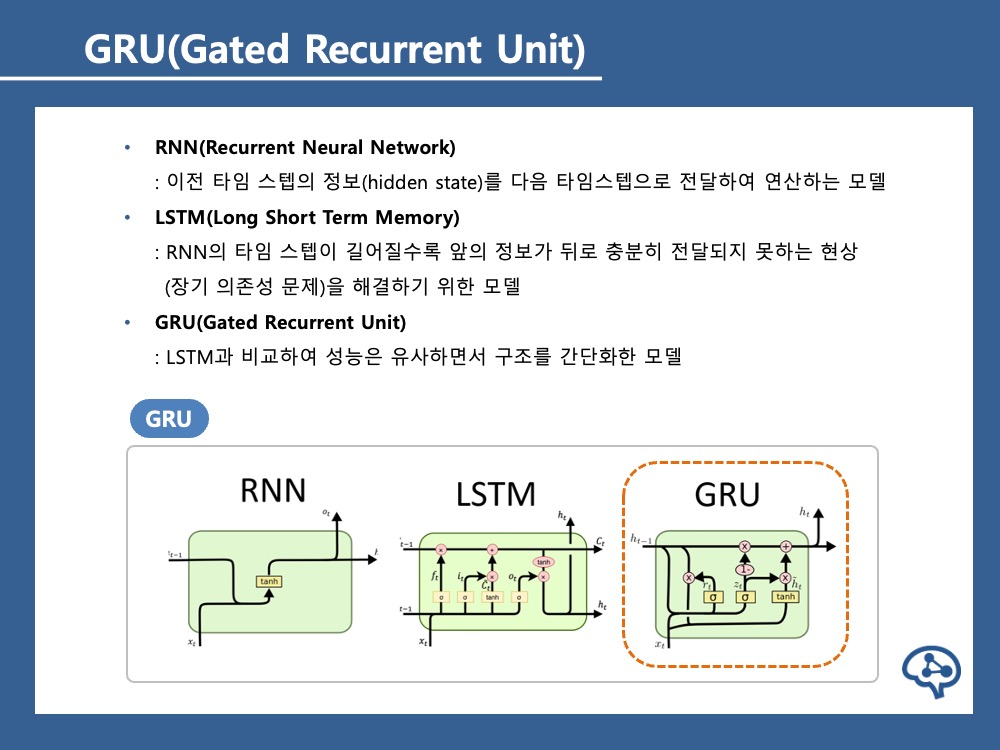 GRU(Gated Recurrent Unit)
• RNN(Recurrent Neural Network)
: 이전 타임 스텝의 정보(hidden state)를 다음 타임스텝으로 전달하여 연산하는 모델
• LSTM(Long Short Term Memory)
: RNN의 타임 스텝이 길어질수록 앞의 정보가 뒤로 충분히 전달되지 못하는 현상
(장기 의존성 문제)을 해결하기 위한 모델
• GRU(Gated Recurrent Unit)
: LSTM과 비교하여 성능은 유사하면서 구조를 간단화한 모델
GRU
RNN
o_t
t-1
h
tanh
x_t
LSTM
h_t
t-1
C_t
tanh
f_t
i_t
C̃_t
o_t
σ
σ
tanh
σ
t-1
h_t
x_t
GRU
h_t
h_{t-1}
x
+
1-
x
r_t
z_t
x
h̃_t
σ
σ
tanh
x_t